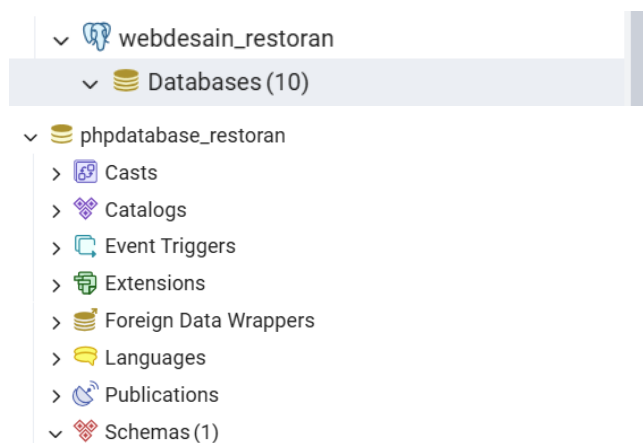 webdesain_restoran
Databases (10)
phpdatabase_restoran
Casts
Catalogs
Event Triggers
Extensions
Foreign Data Wrappers
Languages
Publications
Schemas (1)